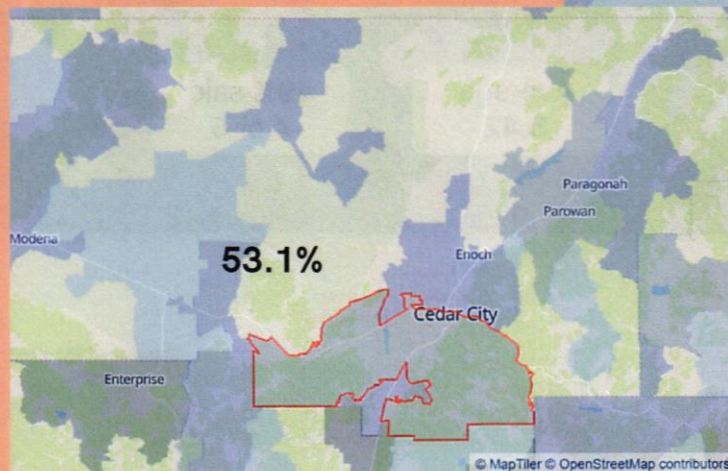 Paragonah
Parowan
Modena
53.1%
Enoch
Cedar City
Enterprise
© MapTiler © OpenStreetMap contributors